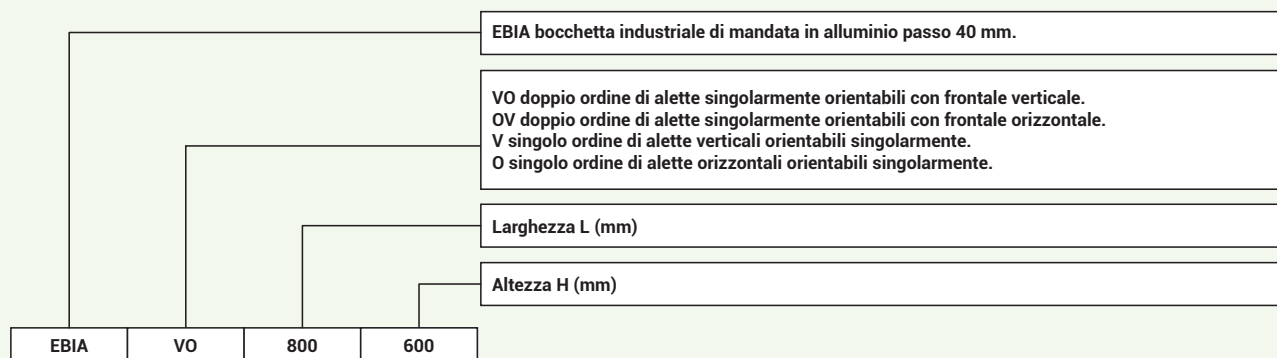 EBIA bocchetta industriale di mandata in alluminio passo 40 mm.
VO doppio ordine di alette singolarmente orientabili con frontale verticale.
OV doppio ordine di alette singolarmente orientabili con frontale orizzontale.
V singolo ordine di alette verticali orientabili singolarmente.
O singolo ordine di alette orizzontali orientabili singolarmente.
Larghezza L (mm)
Altezza H (mm)
EBIA VO 800 600